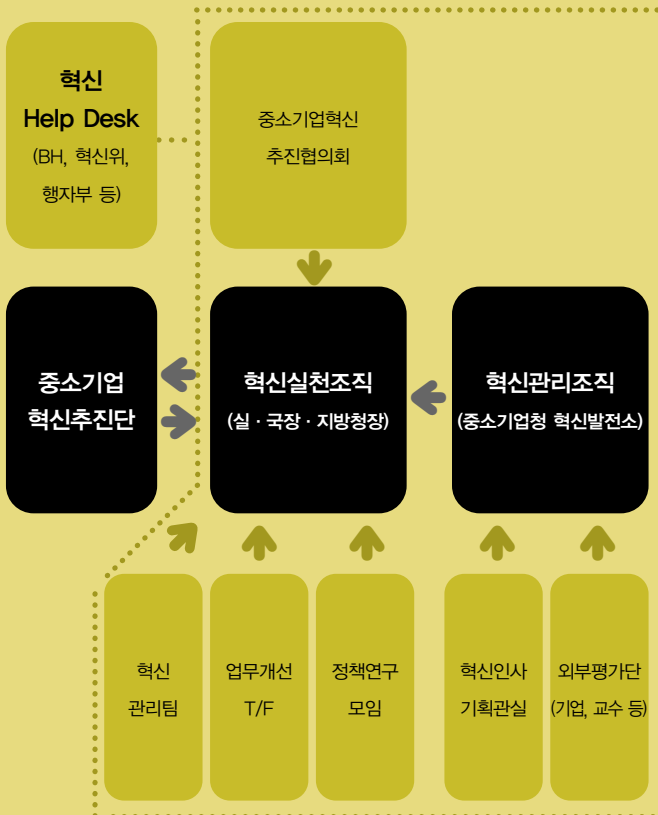 혁신
Help Desk
(BH, 혁신위,
행자부 등)
중소기업혁신
추진협의회
중소기업
혁신추진단
혁신실천조직
(실 · 국장 · 지방청장)
혁신관리조직
(중소기업청 혁신발전소)
혁신
관리팀
업무개선
T/F
정책연구
모임
혁신인사
기획관실
외부평가단
(기업, 교수 등)